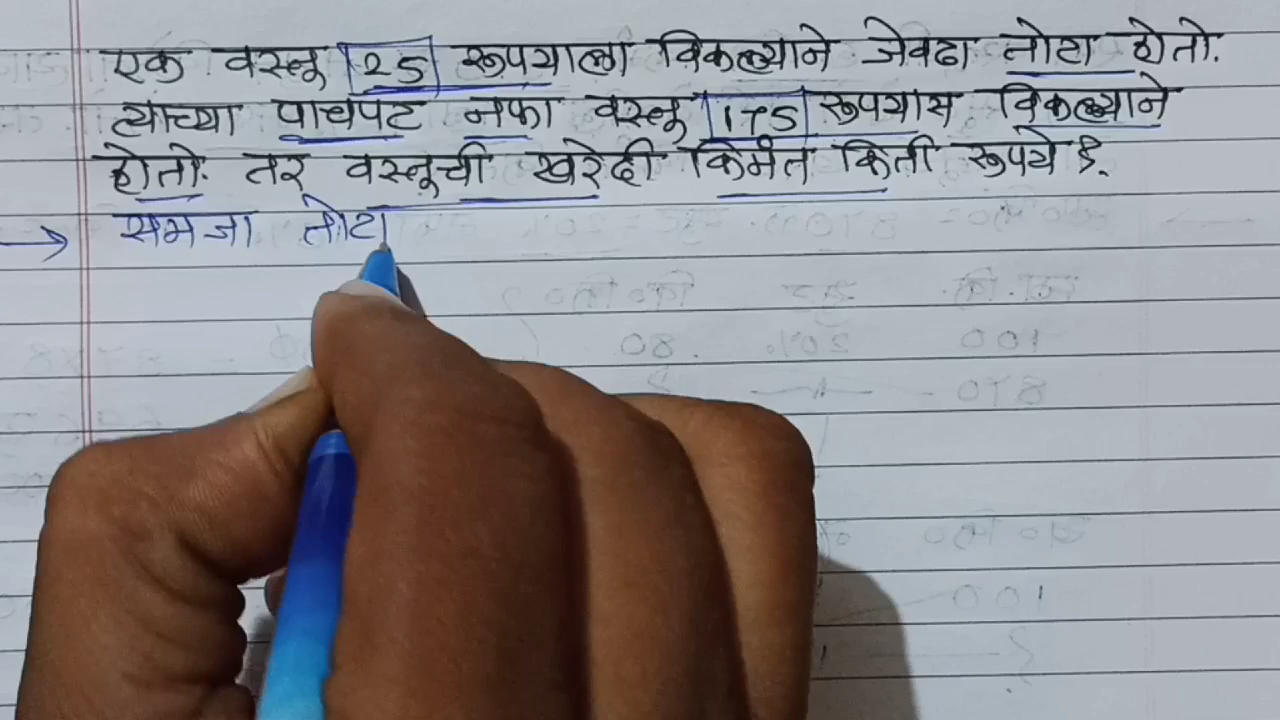 एक वस्तू 25 रूपयाला विकल्याने जेवढा तोटा होतो.
त्याच्या पाचपट नफा वस्तू 175 रूपयास विकल्याने
होतो. तर वस्तूची खरेदी किंमत किती रूपये ?.
→ समजा तोटा